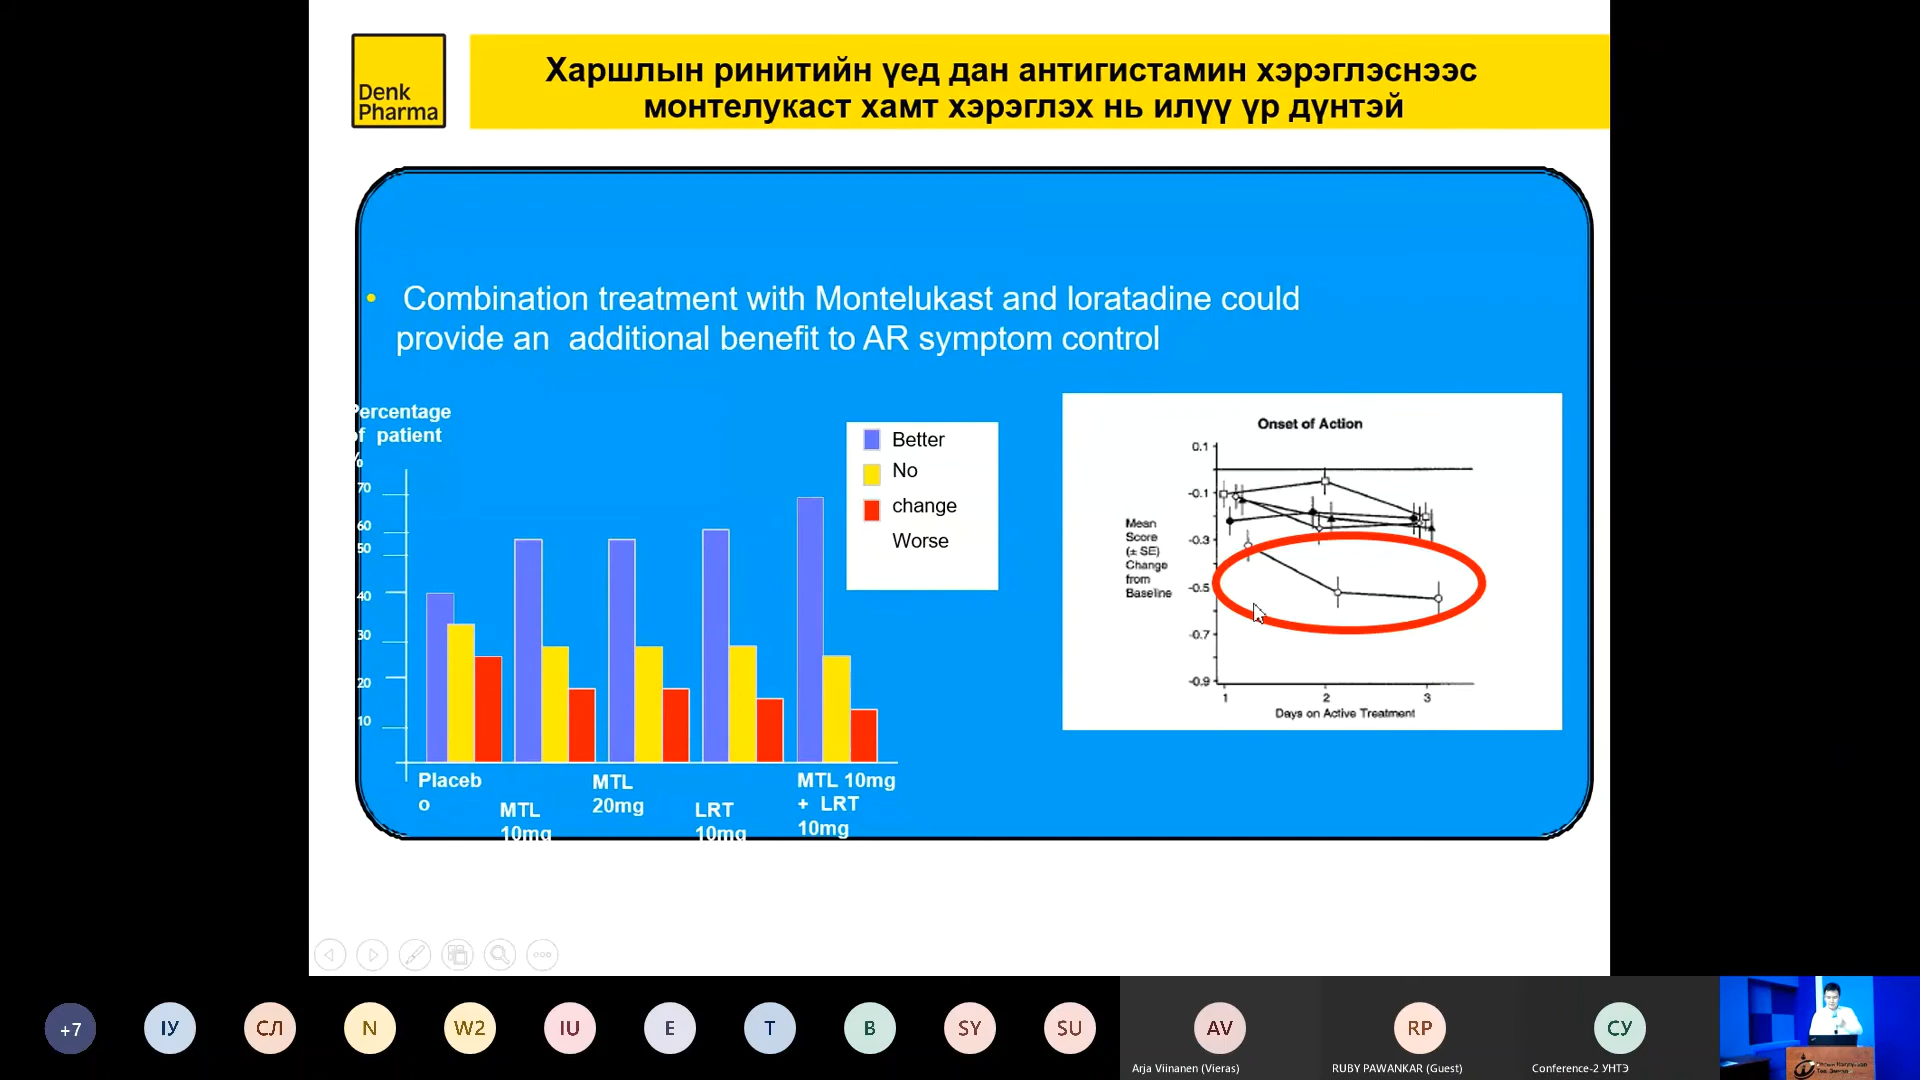 Denk
Pharma
Харшлын ринитийн үед дан антигистамин хэрэглэснээс
монтелукаст хамт хэрэглэх нь илүү үр дүнтэй
• Combination treatment with Montelukast and loratadine could
provide an additional benefit to AR symptom control
Percentage
of patient
%
70
60
50
40
30
20
10
Placeb
o
MTL
10mg
MTL
20mg
LRT
10mg
MTL 10mg
+ LRT
10mg
Better
No
change
Worse
Onset of Action
0.1
-0.1
-0.3
-0.5
-0.7
-0.9
Mean
Score
(± SE)
Change
from
Baseline
1 2 3
Days on Active Treatment
+7
ІУ
СЛ
N
W2
IU
E
T
B
SY
SU
AV
Arja Viinanen (Vieras)
RP
RUBY PAWANKAR (Guest)
СУ
Conference-2 УНТЭ